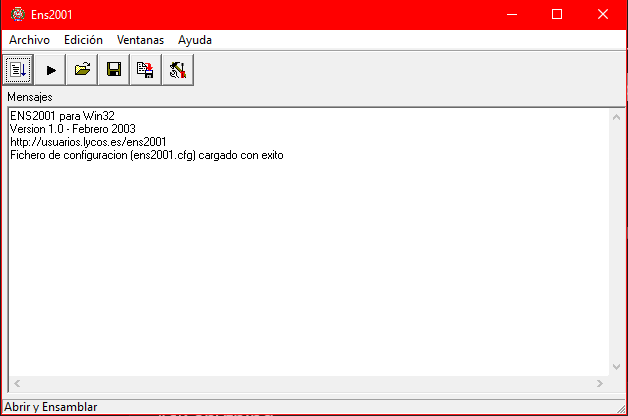 Ens2001
Archivo Edición Ventanas Ayuda
Mensajes
ENS2001 para Win32
Version 1.0 - Febrero 2003
http://usuarios.lycos.es/ens2001
Fichero de configuracion (ens2001.cfg) cargado con exito
Abrir y Ensamblar